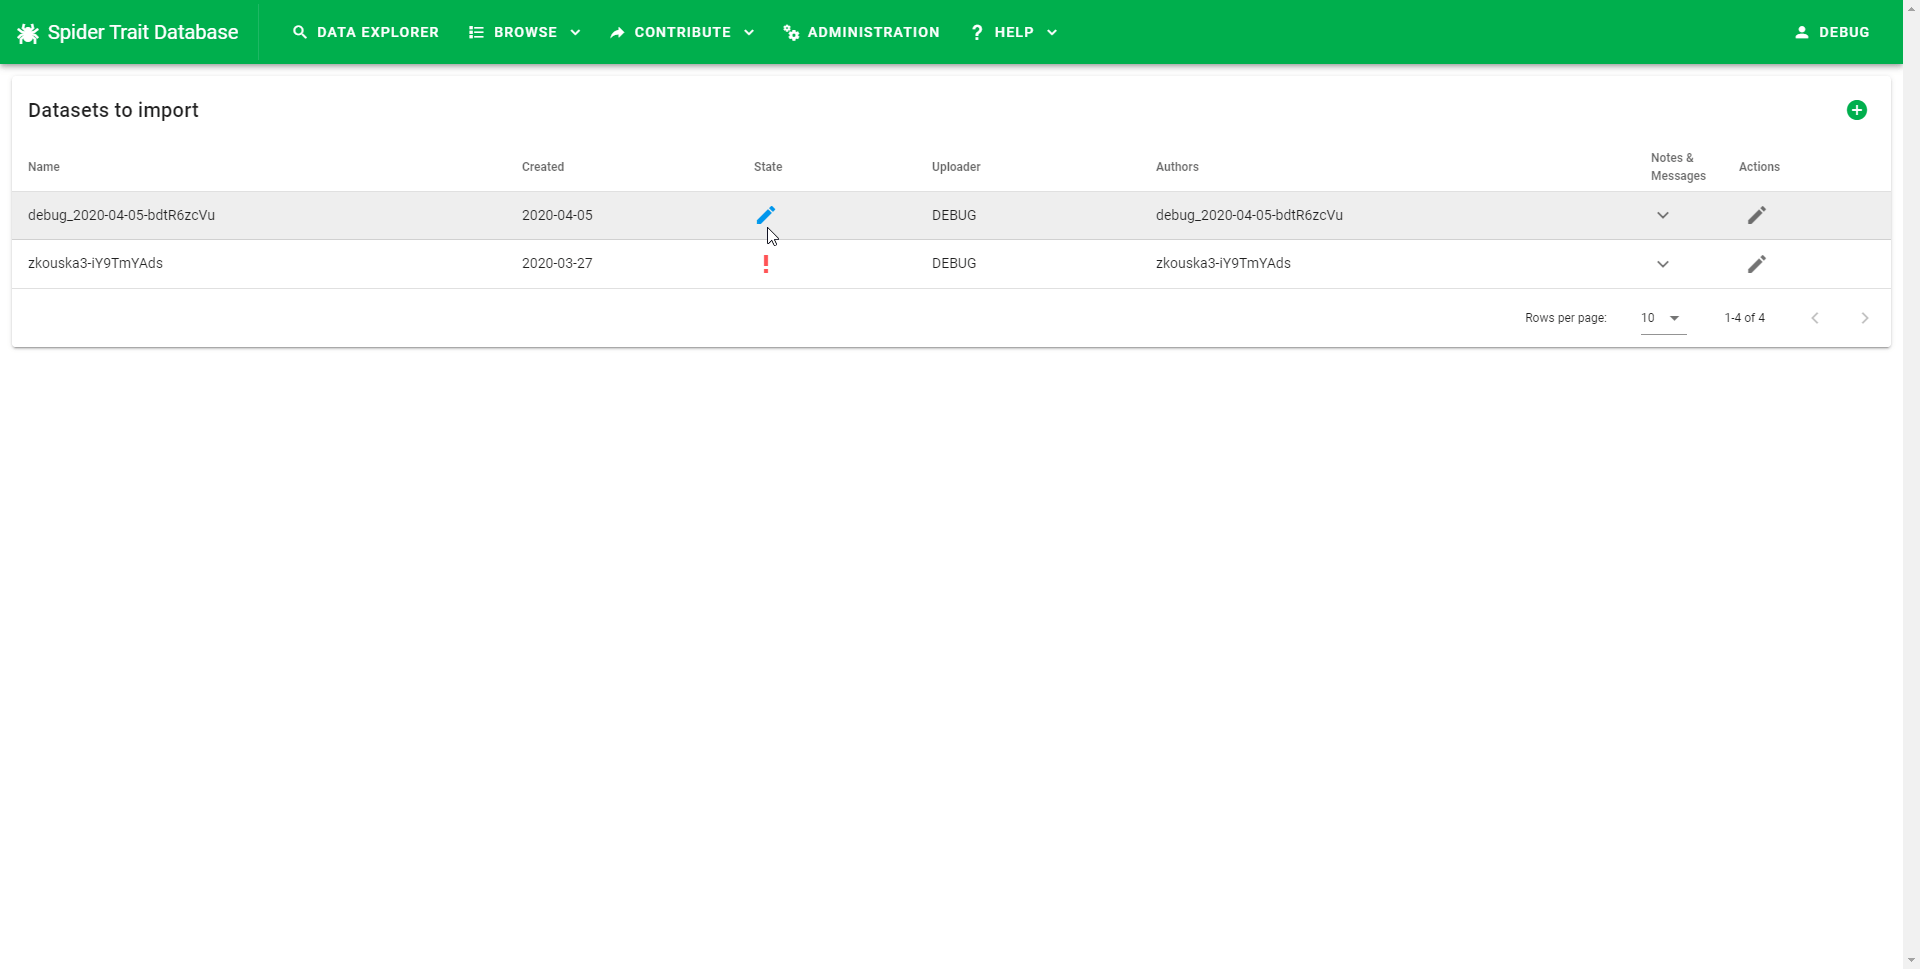 Spider Trait Database DATA EXPLORER BROWSE CONTRIBUTE ADMINISTRATION ? HELP DEBUG
Datasets to import
Name Created State Uploader Authors Notes & Messages Actions
debug_2020-04-05-bdtR6zcVu 2020-04-05 DEBUG debug_2020-04-05-bdtR6zcVu
zkouska3-iY9TmYAds 2020-03-27 ! DEBUG zkouska3-iY9TmYAds
Rows per page: 10 1-4 of 4